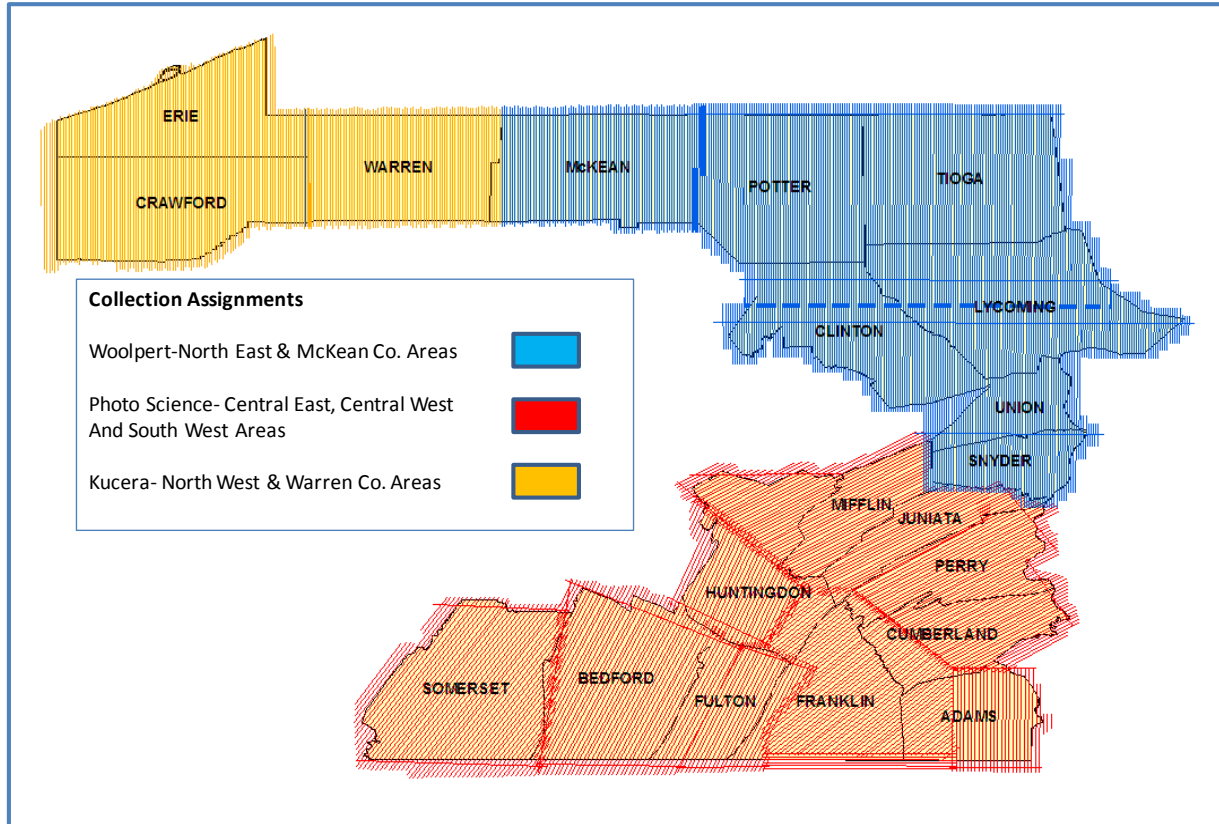 ERIE
WARREN
McKEAN
POTTER
TIOGA
CRAWFORD
Collection Assignments
Woolpert-North East & McKean Co. Areas
Photo Science- Central East, Central West
And South West Areas
Kucera- North West & Warren Co. Areas
LYCOMING
CLINTON
UNION
SNYDER
MIFFLIN
JUNIATA
PERRY
HUNTINGDON
CUMBERLAND
SOMERSET
BEDFORD
FULTON
FRANKLIN
ADAMS